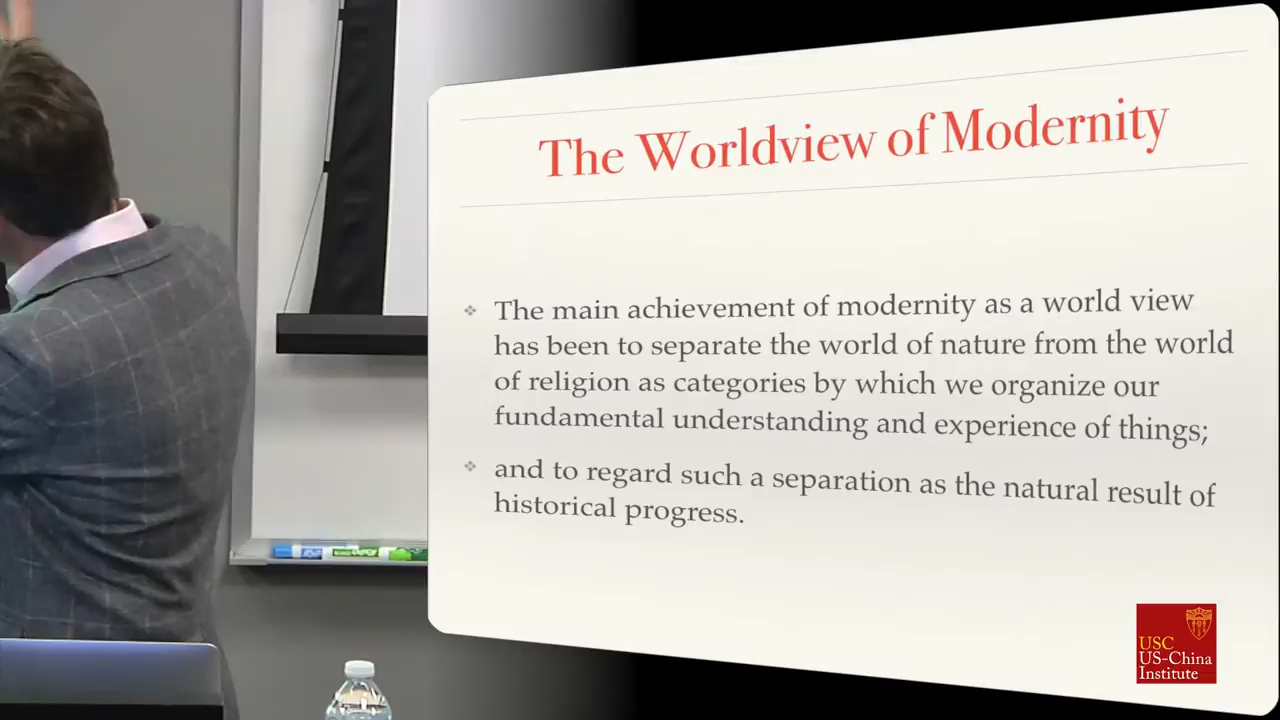 The Worldview of Modernity
The main achievement of modernity as a world view
has been to separate the world of nature from the world
of religion as categories by which we organize our
fundamental understanding and experience of things;
and to regard such a separation as the natural result of
historical progress.
USC
US-China
Institute